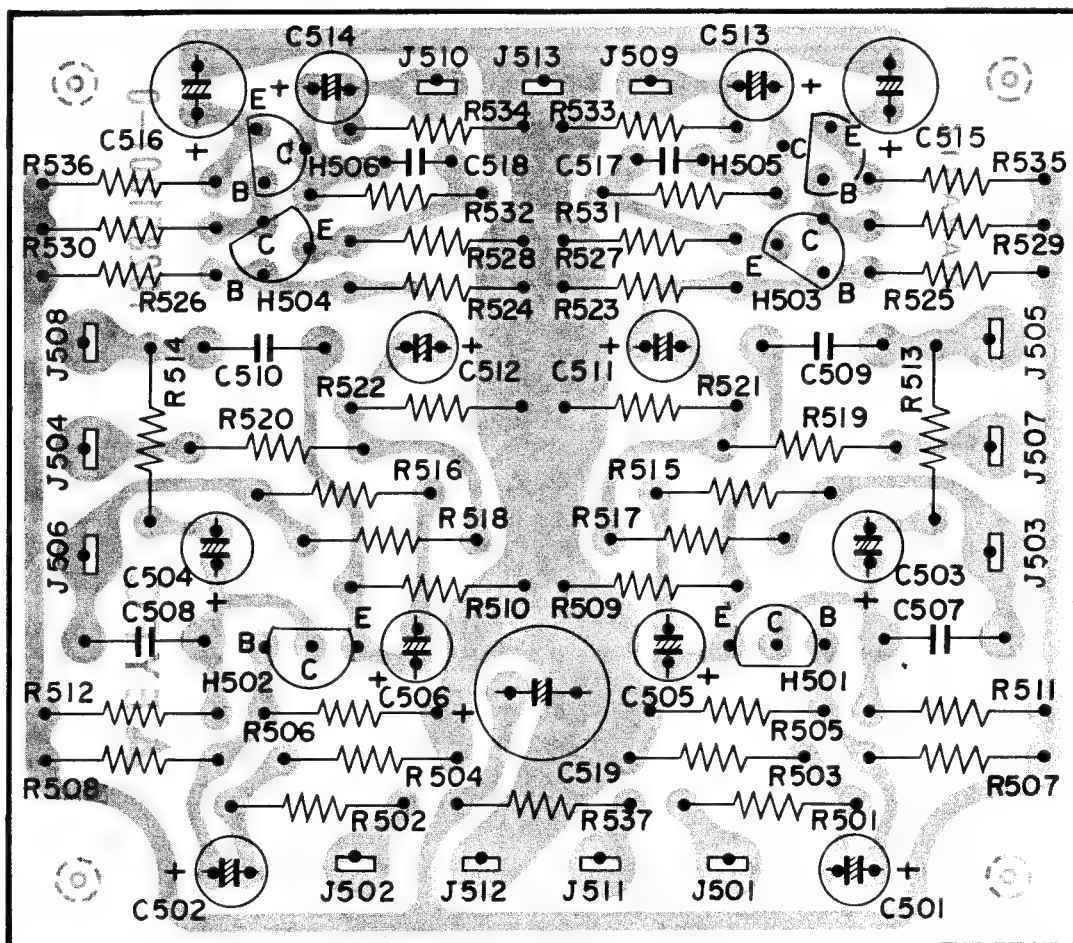 C514 J510 J513 J509 C513
+ +
E R534 R533 E
C516 + C H506 C518 C517 H505 C + C515
R536 B B R535
R532 R531
R530 C E C R529
R528 R527 E
R526 B H504 R524 R523 H503 B R525
J508 R514 + + R513 J505
C510 R522 C512 C511 R521 C509
J504 R520 R519 J507
R516 R515
J506 R518 R517 J503
C504 C503
C508 + R510 R509 + C507
B E E C B
H502 C + C506 C505 + H501
R512 R506 + R505 R511
R508 R504 C519 R503 R507
R502 R537 R501
+ +
C502 J502 J512 J511 J501 C501